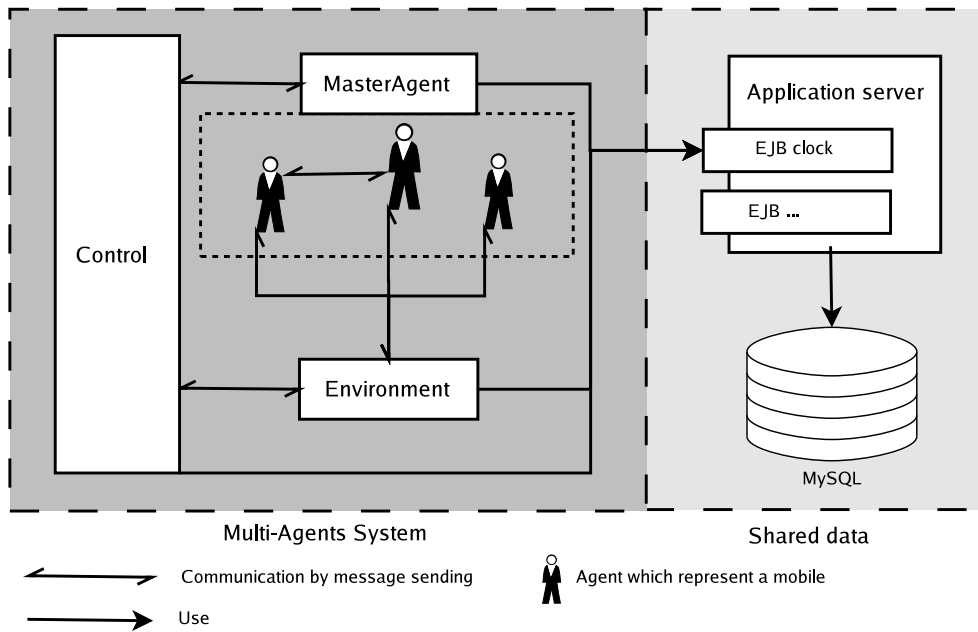 MasterAgent
Application server
EJB clock
EJB ...
Control
Environment
MySQL
Multi-Agents System
Shared data
Communication by message sending
Agent which represent a mobile
Use